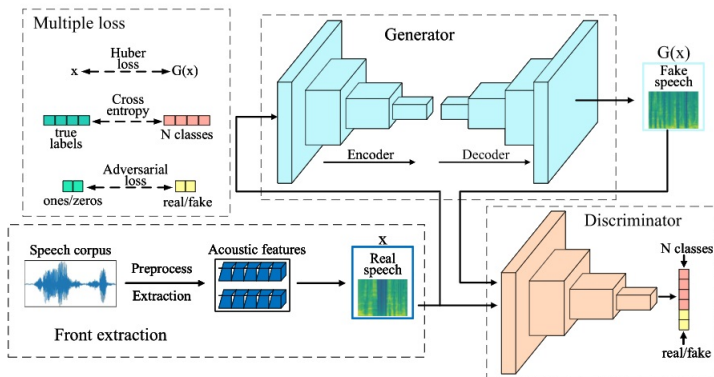 Multiple loss
x
Huber
loss
G(x)
Cross
entropy
true
labels
N classes
Adversarial
loss
ones/zeros
real/fake
Generator
Encoder
Decoder
G(x)
Fake
speech
Speech corpus
Preprocess
Extraction
Acoustic features
x
Real
speech
Front extraction
Discriminator
N classes
real/fake